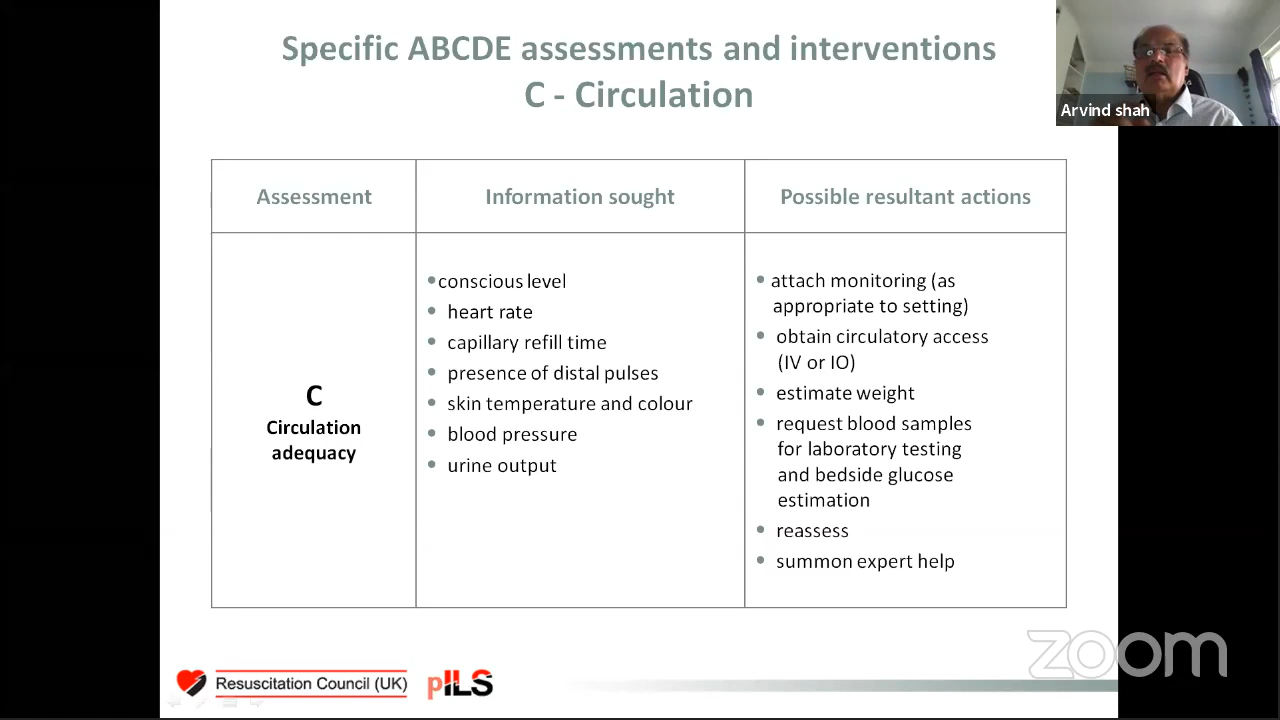 Specific ABCDE assessments and interventions
C - Circulation
Arvind shah
Assessment
Information sought
Possible resultant actions
C
Circulation
adequacy
•conscious level
• heart rate
• capillary refill time
• presence of distal pulses
• skin temperature and colour
• blood pressure
• urine output
• attach monitoring (as
appropriate to setting)
• obtain circulatory access
(IV or IO)
• estimate weight
• request blood samples
for laboratory testing
and bedside glucose
estimation
• reassess
• summon expert help
Resuscitation Council (UK)
pILS
zoom